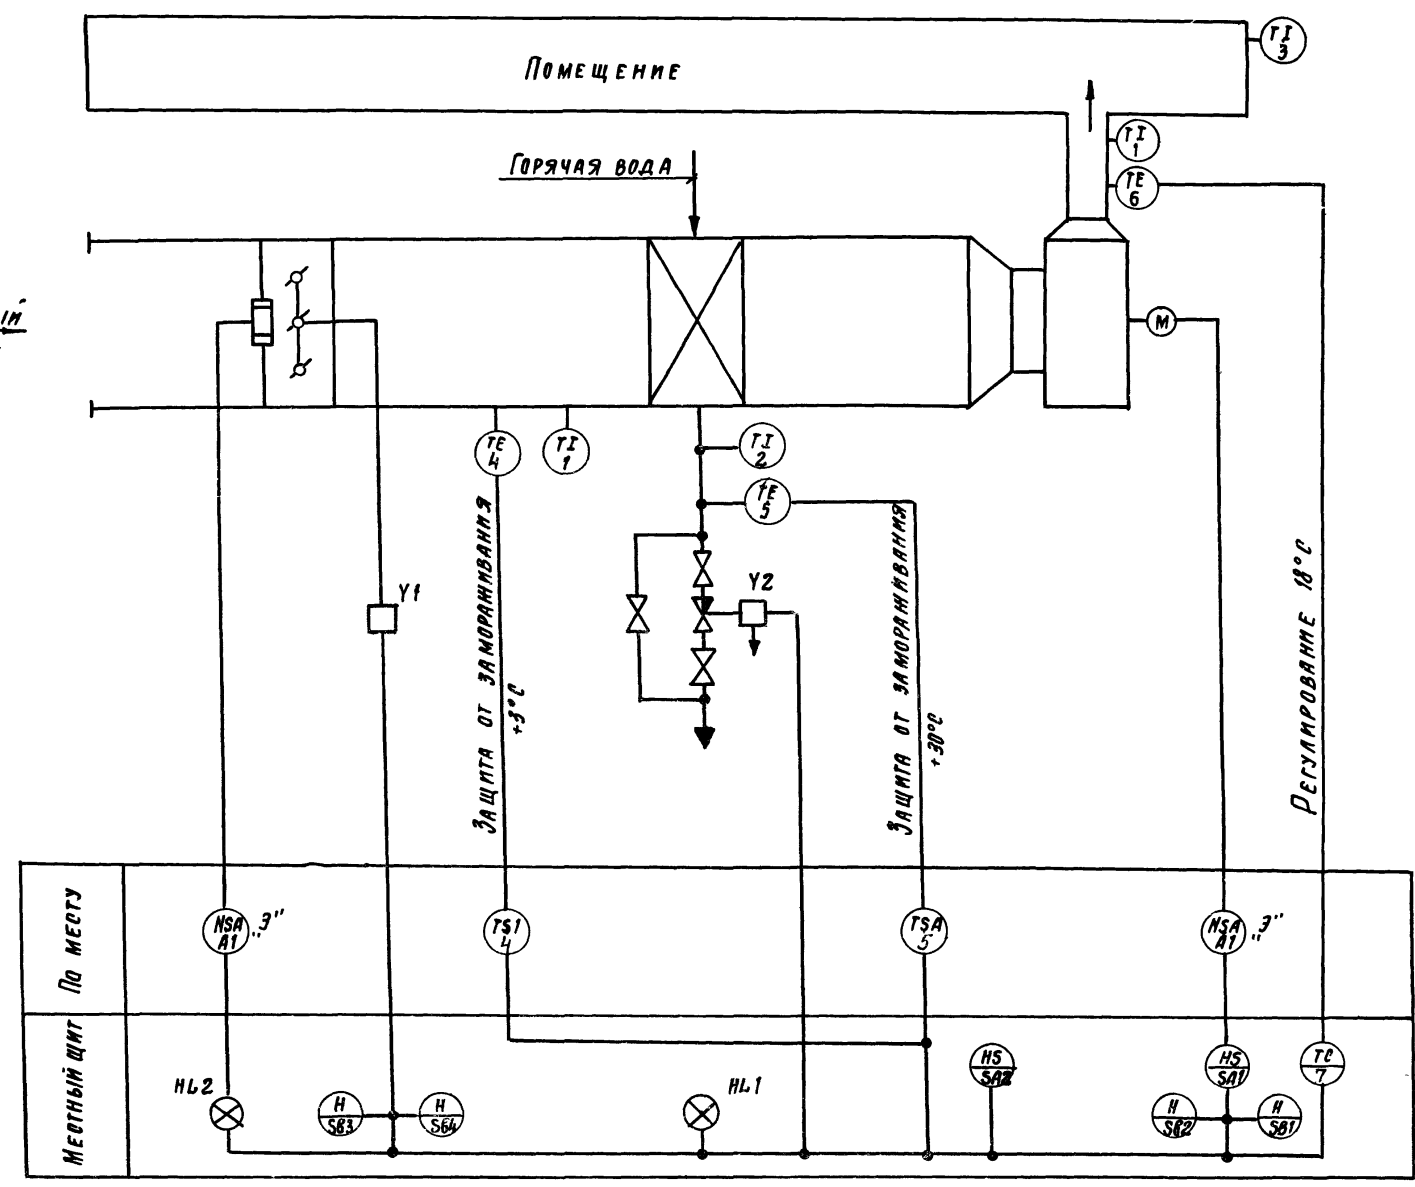 TI
3
ПОМЕЩЕНИЕ
TI
1
ГОРЯЧАЯ ВОДА
TE
6
М
TE
4
TI
1
TI
2
TE
5
Y1
Y2
ЗАЩИТА ОТ ЗАМОРАЖИВАНИЯ
+3°C
ЗАЩИТА ОТ ЗАМОРАЖИВАНИЯ
+30°C
РЕГУЛИРОВАНИЕ 18°C
ПО МЕСТУ
NSA
A1
„Э"
TS1
4
TSA
5
NSA
A1
„Э"
МЕСТНЫЙ ЩИТ
HL2
H
SB3
H
SB4
HL1
HS
SA2
HS
SA1
H
SB2
H
SB1
TC
7